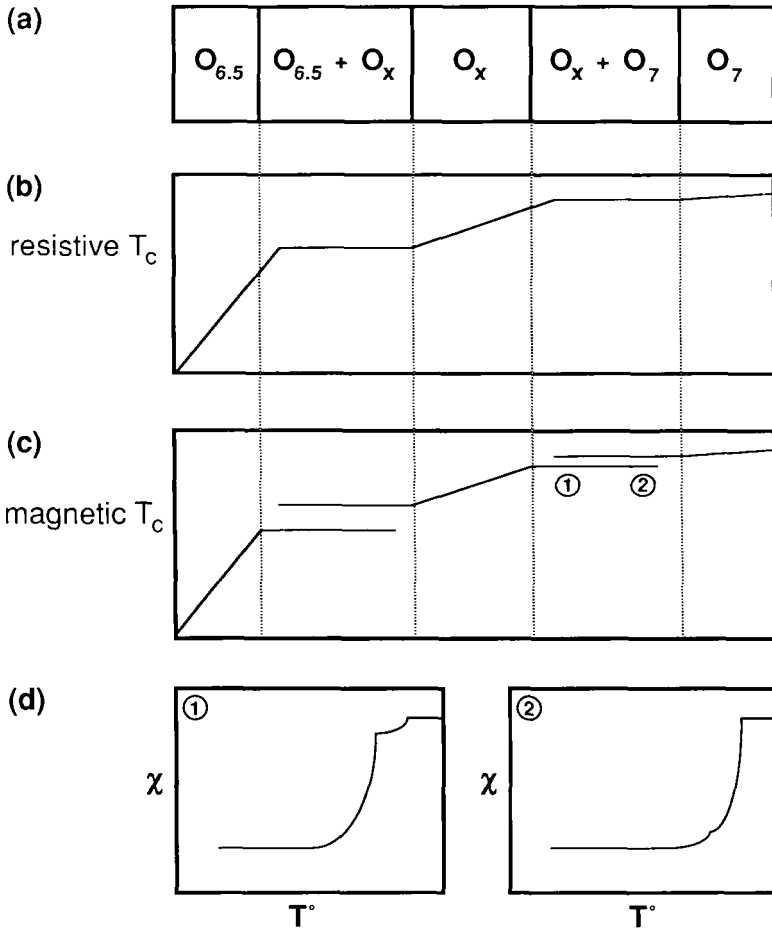 (a)
O6.5 O6.5 + Ox Ox Ox + O7 O7
(b)
resistive Tc
(c)
magnetic Tc
① ②
(d)
① ②
χ χ
T° T°